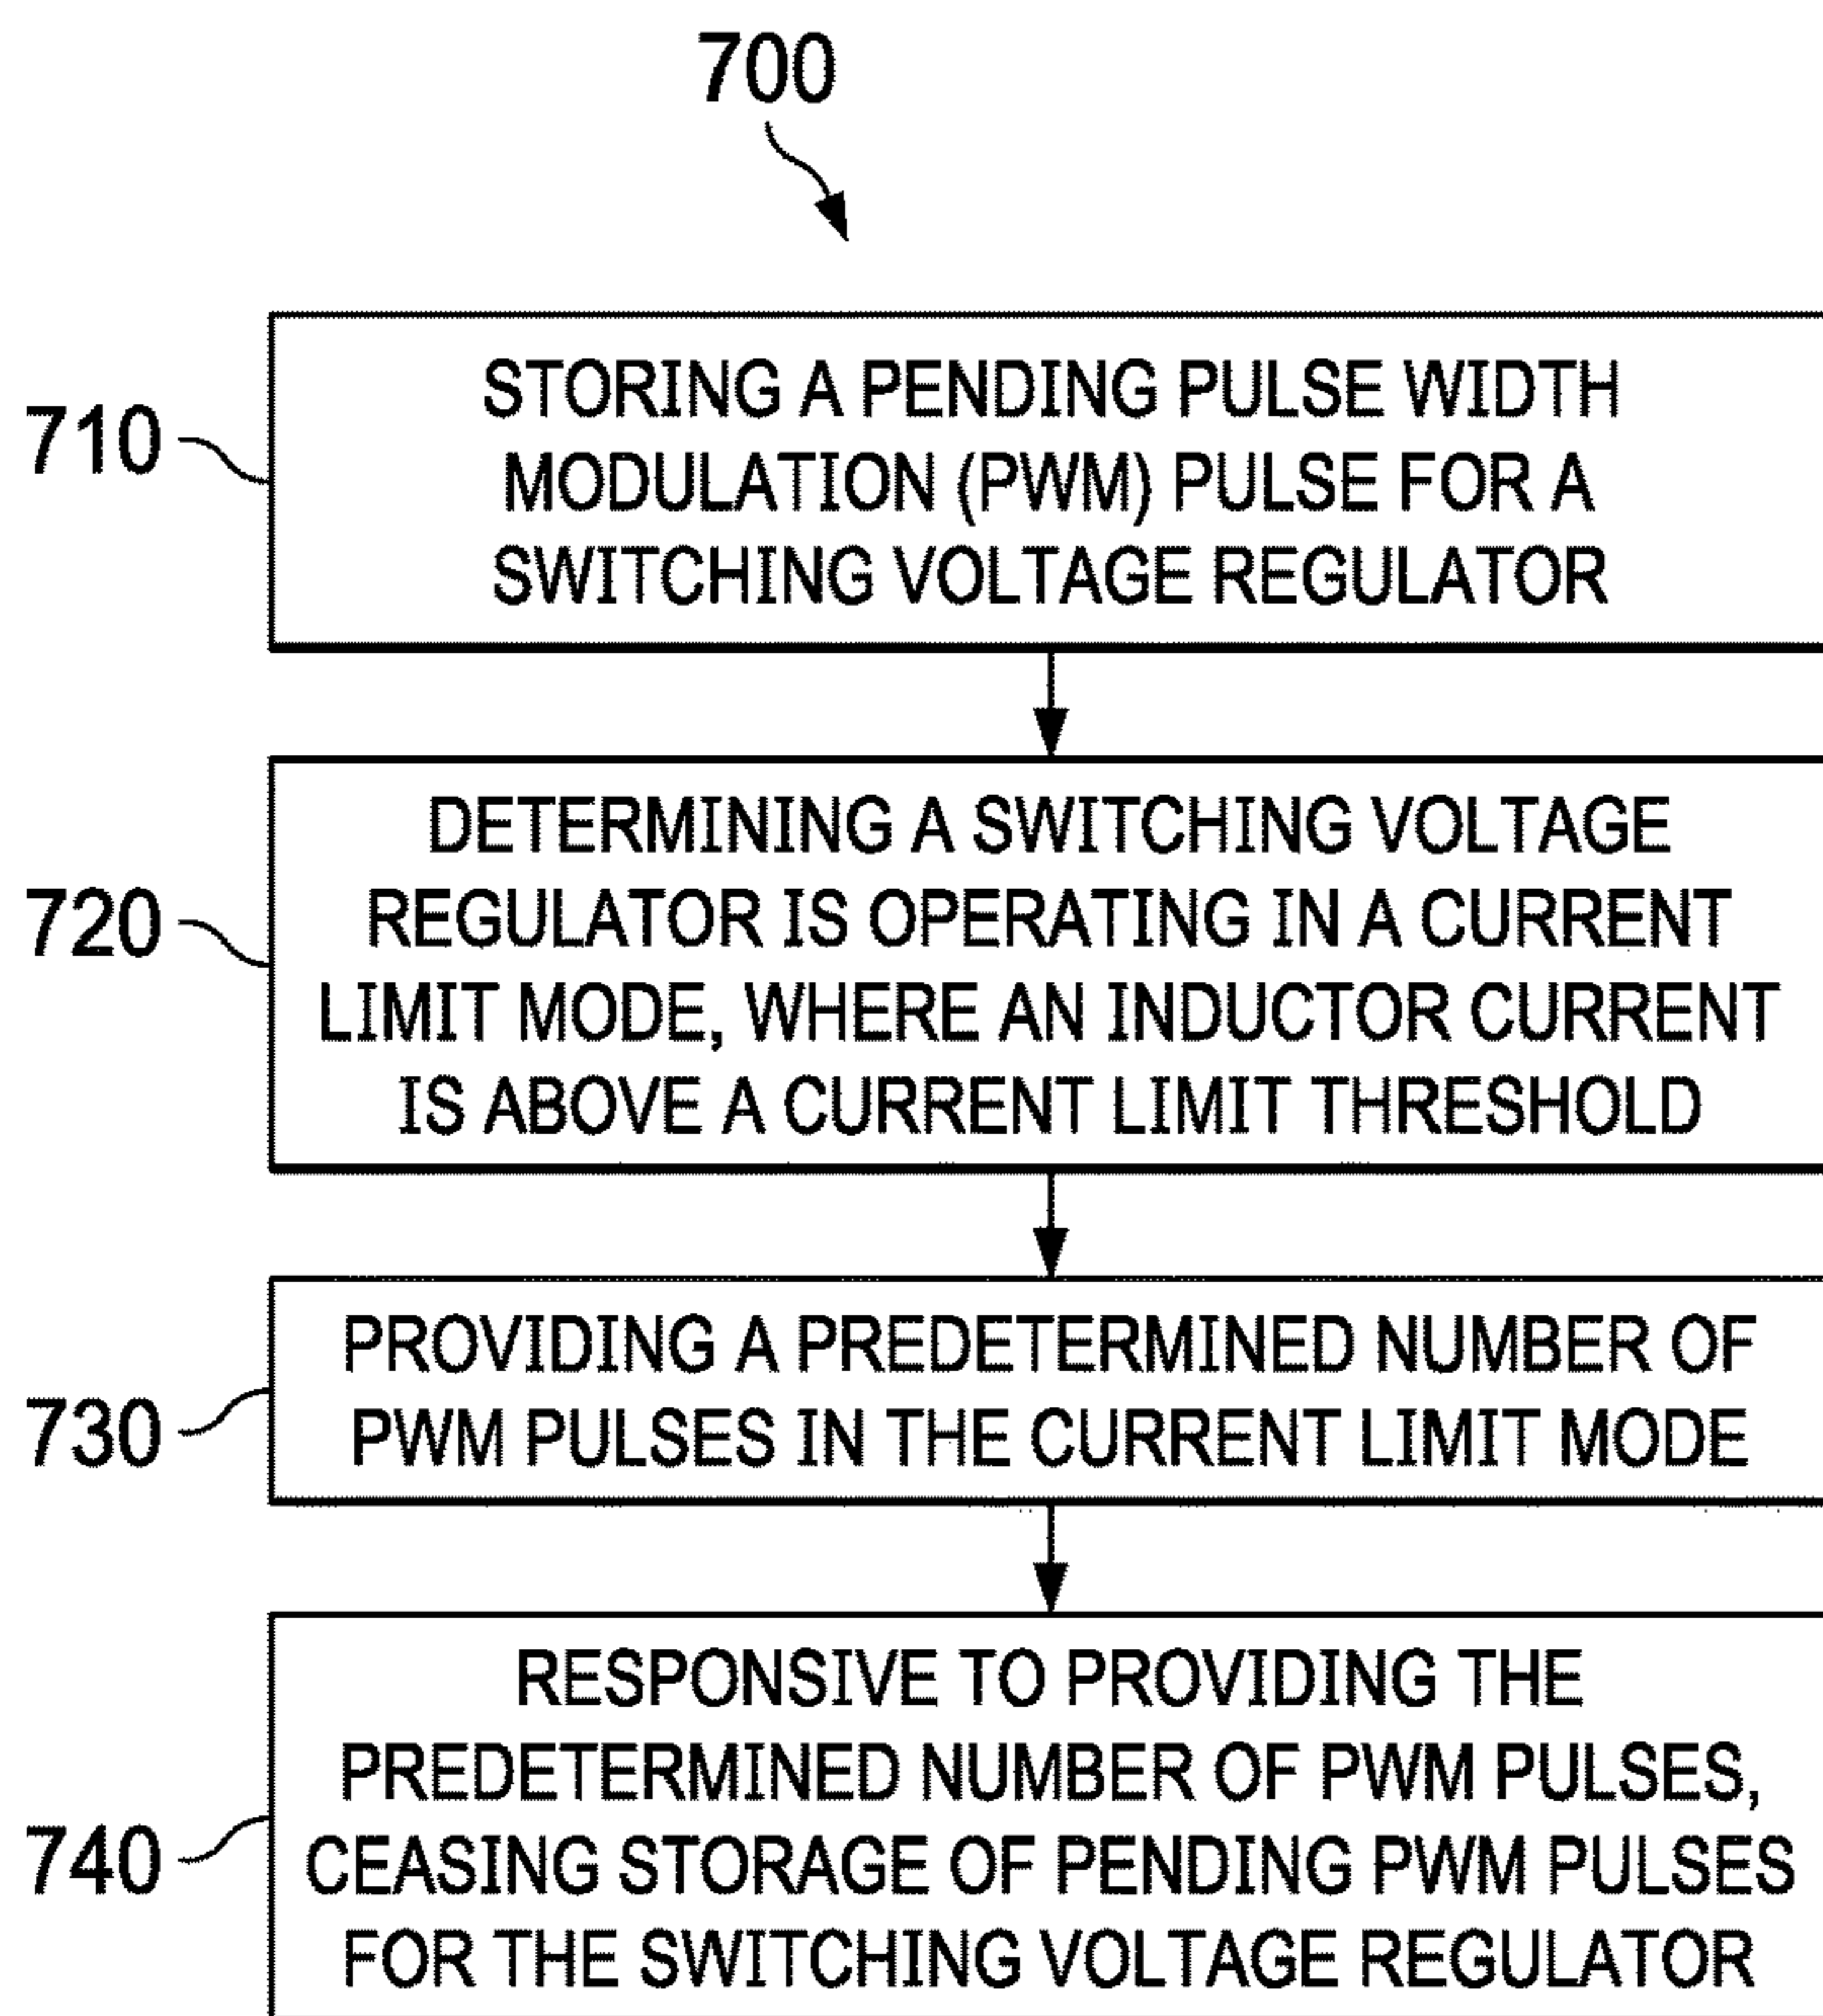 700
710
STORING A PENDING PULSE WIDTH
MODULATION (PWM) PULSE FOR A
SWITCHING VOLTAGE REGULATOR
720
DETERMINING A SWITCHING VOLTAGE
REGULATOR IS OPERATING IN A CURRENT
LIMIT MODE, WHERE AN INDUCTOR CURRENT
IS ABOVE A CURRENT LIMIT THRESHOLD
730
PROVIDING A PREDETERMINED NUMBER OF
PWM PULSES IN THE CURRENT LIMIT MODE
740
RESPONSIVE TO PROVIDING THE
PREDETERMINED NUMBER OF PWM PULSES,
CEASING STORAGE OF PENDING PWM PULSES
FOR THE SWITCHING VOLTAGE REGULATOR